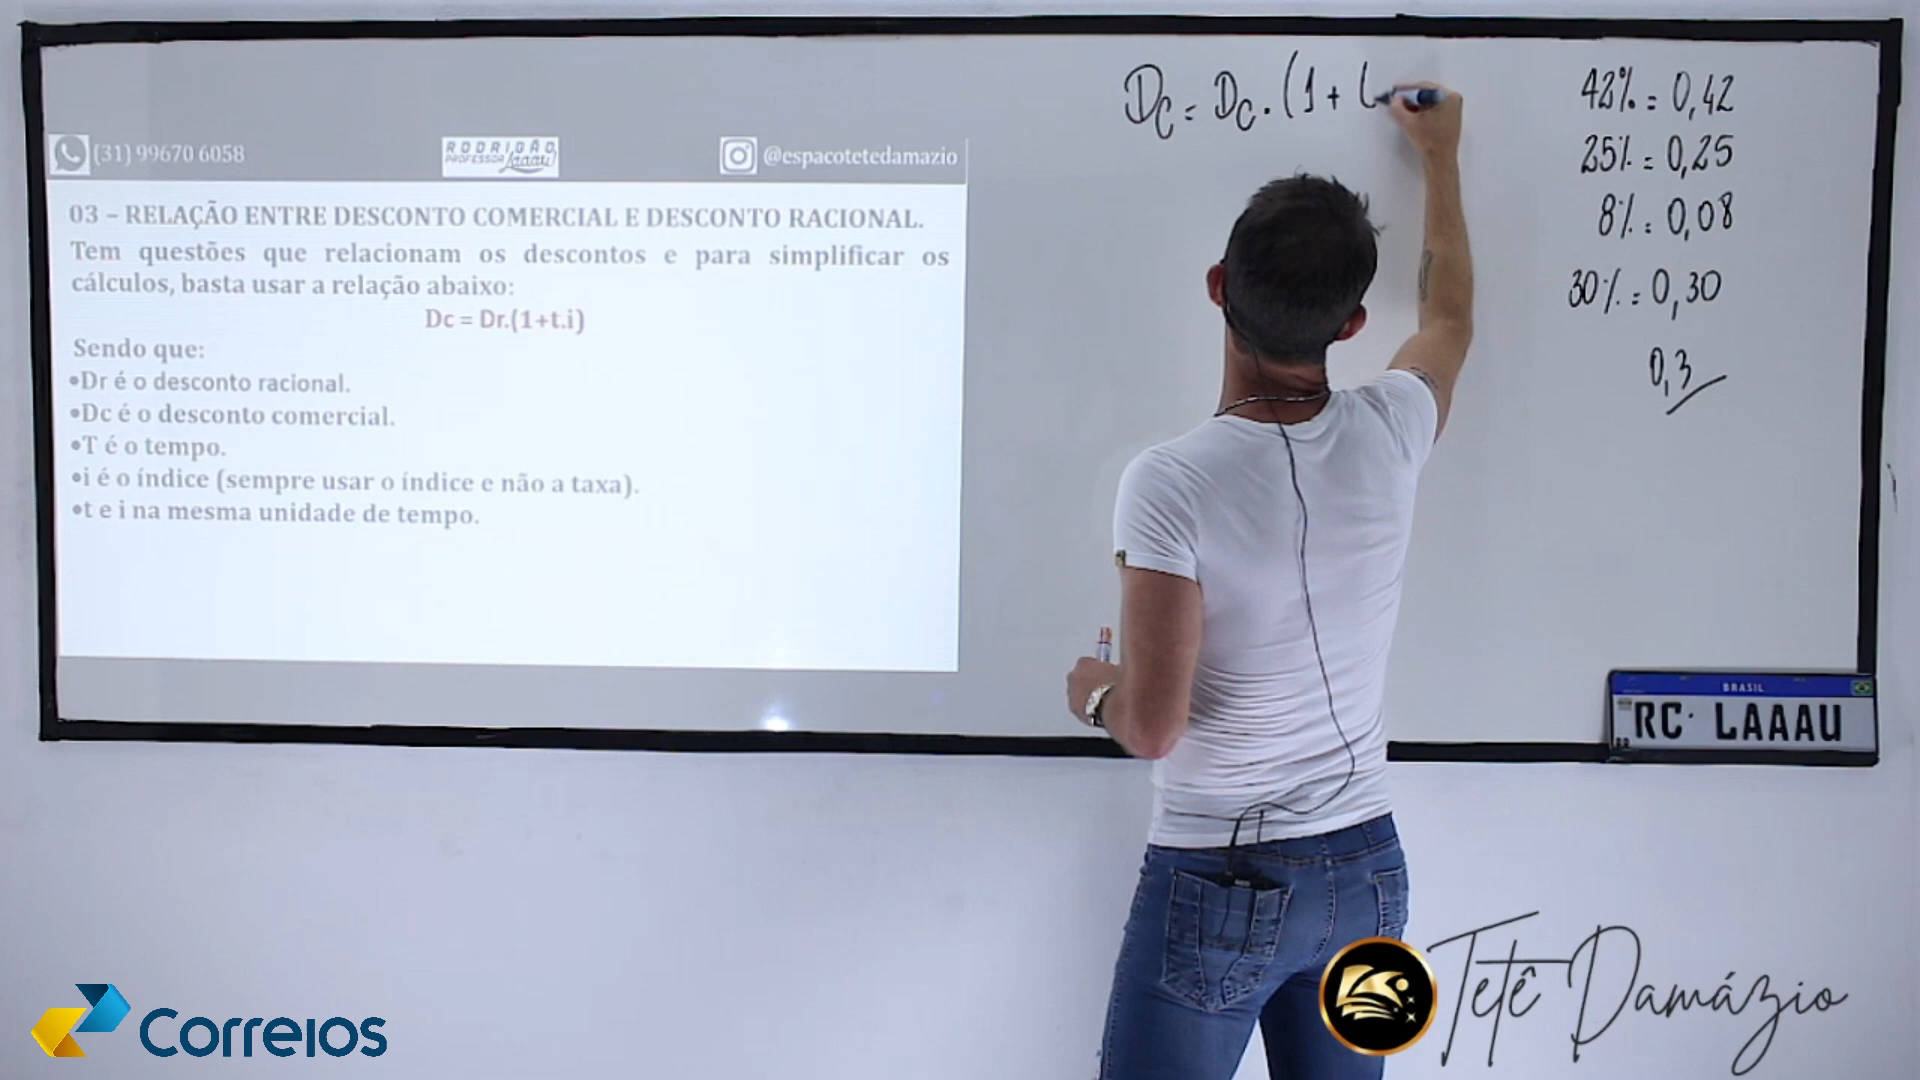 (31) 99670 6058
RODRIGÃO
PROFESSOR Laaau!
@espacotetedamazio
03 – RELAÇÃO ENTRE DESCONTO COMERCIAL E DESCONTO RACIONAL.
Tem questões que relacionam os descontos e para simplificar os
cálculos, basta usar a relação abaixo:
Dc = Dr.(1+t.i)
Sendo que:
•Dr é o desconto racional.
•Dc é o desconto comercial.
•T é o tempo.
•i é o índice (sempre usar o índice e não a taxa).
•t e i na mesma unidade de tempo.
Dc = Dc . (1 +
42% = 0,42
25% = 0,25
8% = 0,08
30% = 0,30
0,3
BRASIL
BR
RC LAAAU
Correios
Tetê Damázio